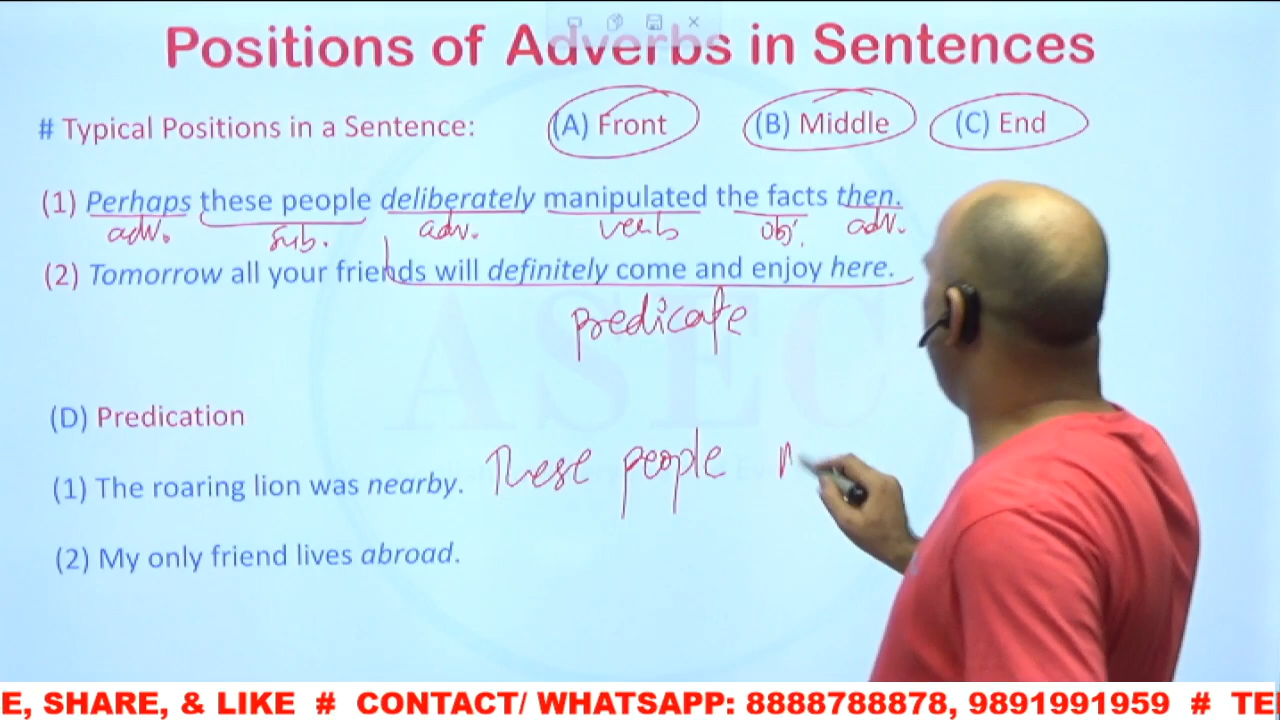 Positions of Adverbs in Sentences
# Typical Positions in a Sentence: (A) Front (B) Middle (C) End
(1) Perhaps these people deliberately manipulated the facts then.
adv. sub. adv. verb obj. adv.
(2) Tomorrow all your friends will definitely come and enjoy here.
predicate
ASEC
(D) Predication
(1) The roaring lion was nearby. These people
(2) My only friend lives abroad.
E, SHARE, & LIKE # CONTACT/ WHATSAPP: 8888788878, 9891991959 # TE